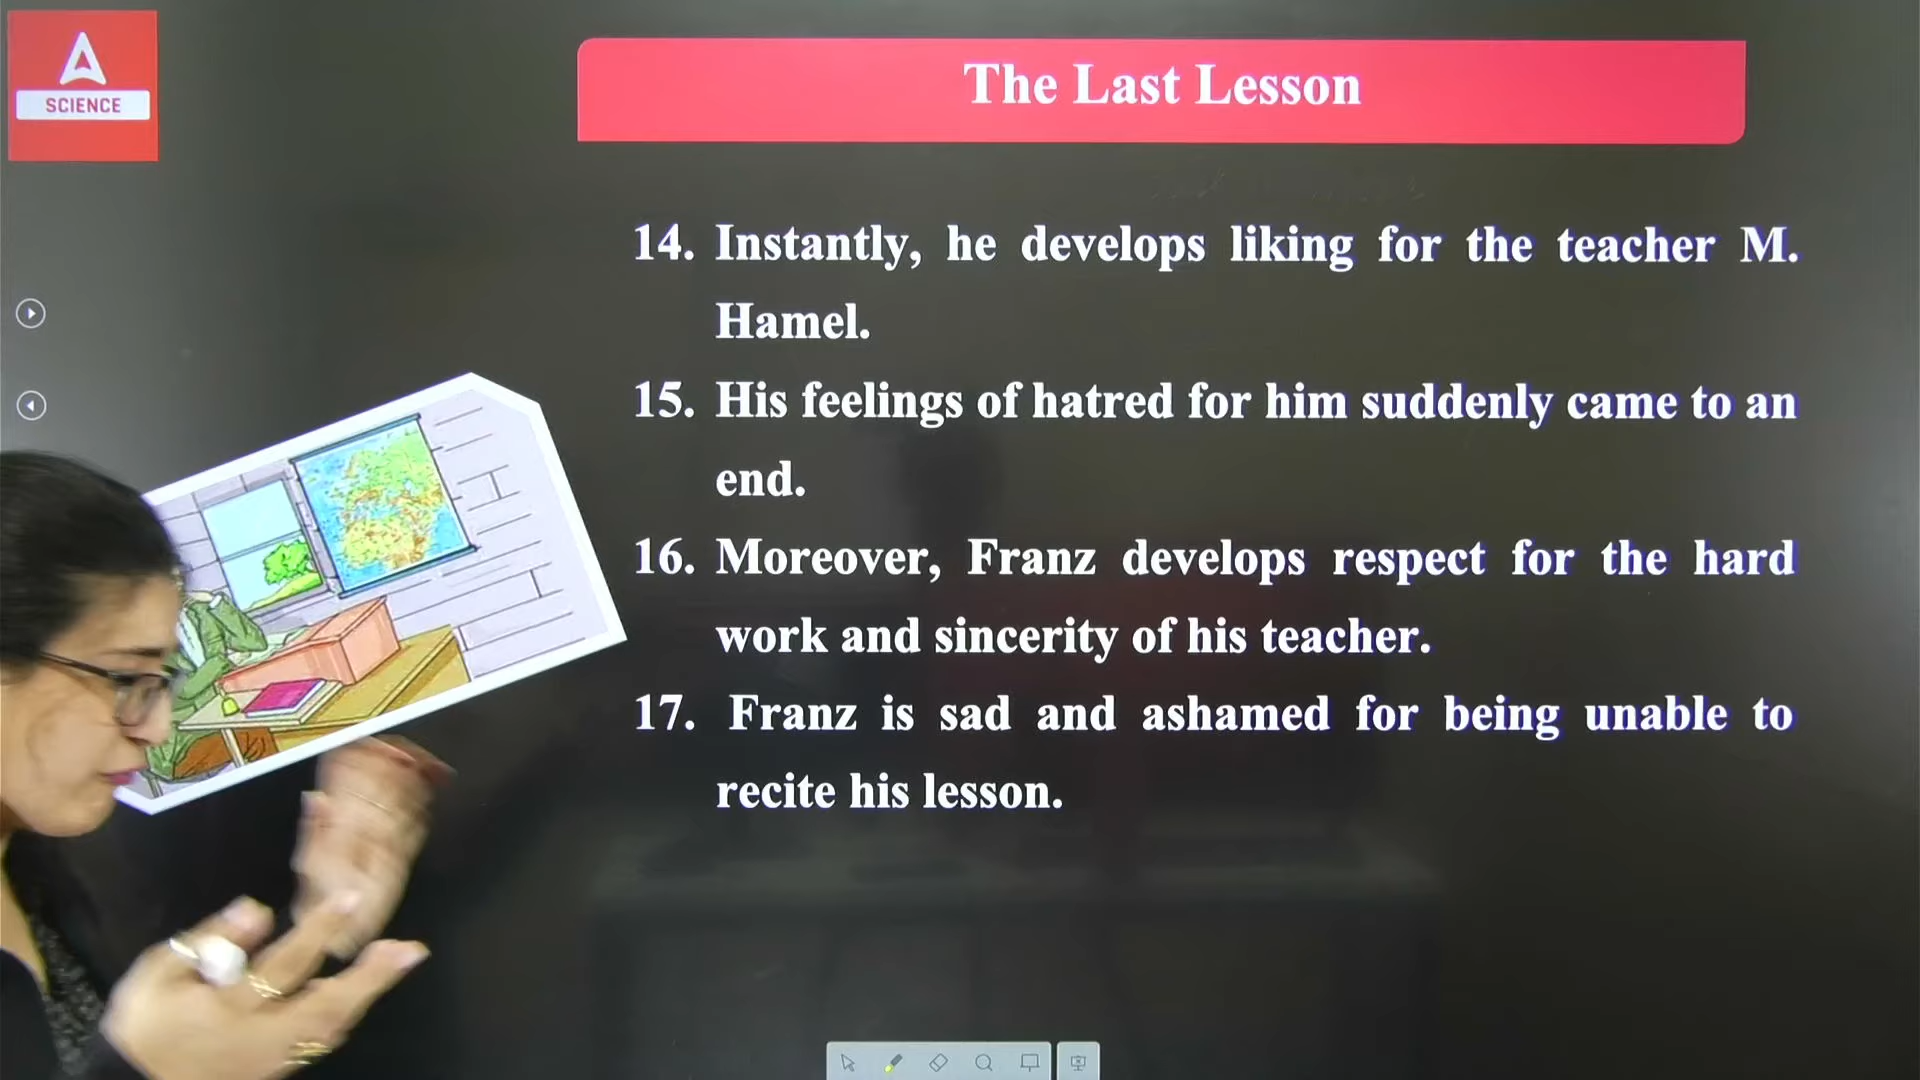 SCIENCE
The Last Lesson
14. Instantly, he develops liking for the teacher M.
Hamel.
15. His feelings of hatred for him suddenly came to an
end.
16. Moreover, Franz develops respect for the hard
work and sincerity of his teacher.
17. Franz is sad and ashamed for being unable to
recite his lesson.